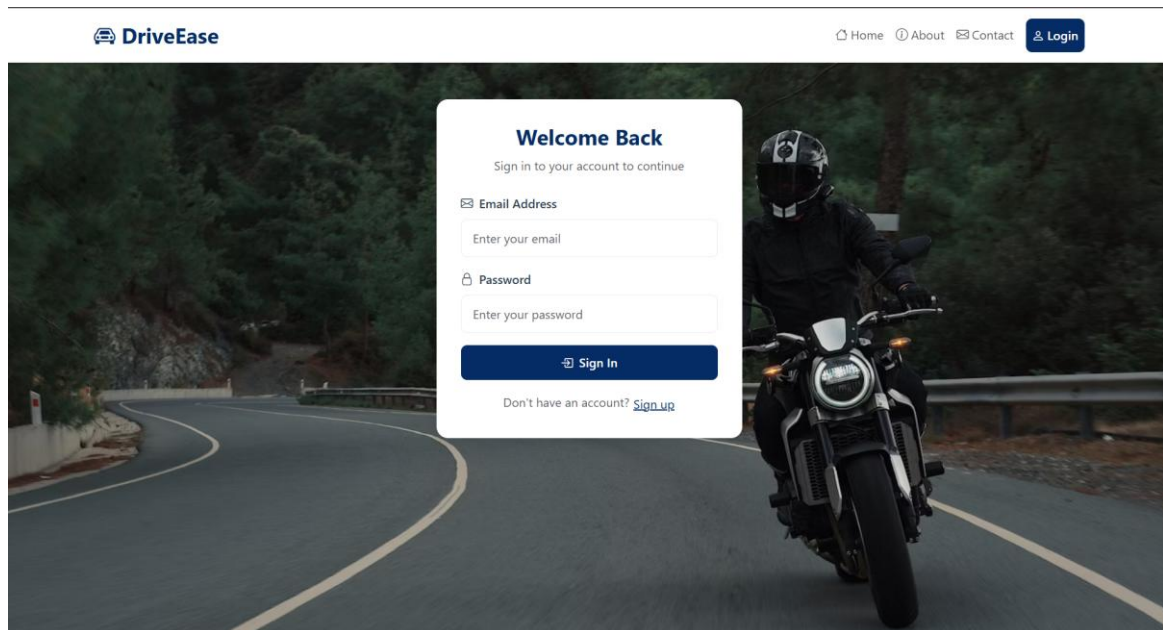 DriveEase
Home About Contact Login
Welcome Back
Sign in to your account to continue
Email Address
Enter your email
Password
Enter your password
Sign In
Don't have an account? Sign up